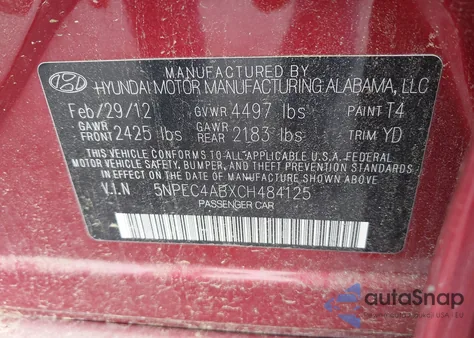 MANUFACTURED BY
HYUNDAI MOTOR MANUFACTURING ALABAMA, LLC
Feb/29/12 GVWR 4497 lbs PAINT T4
GAWR FRONT 2425 lbs GAWR REAR 2183 lbs TRIM YD
THIS VEHICLE CONFORMS TO ALL APPLICABLE U.S.A. FEDERAL
MOTOR VEHICLE SAFETY, BUMPER, AND THEFT PREVENTION STANDARDS
IN EFFECT ON THE DATE OF MANUFACTURE SHOWN ABOVE.
V.I.N 5NPEC4ABXCH484125
PASSENGER CAR
autoSnap